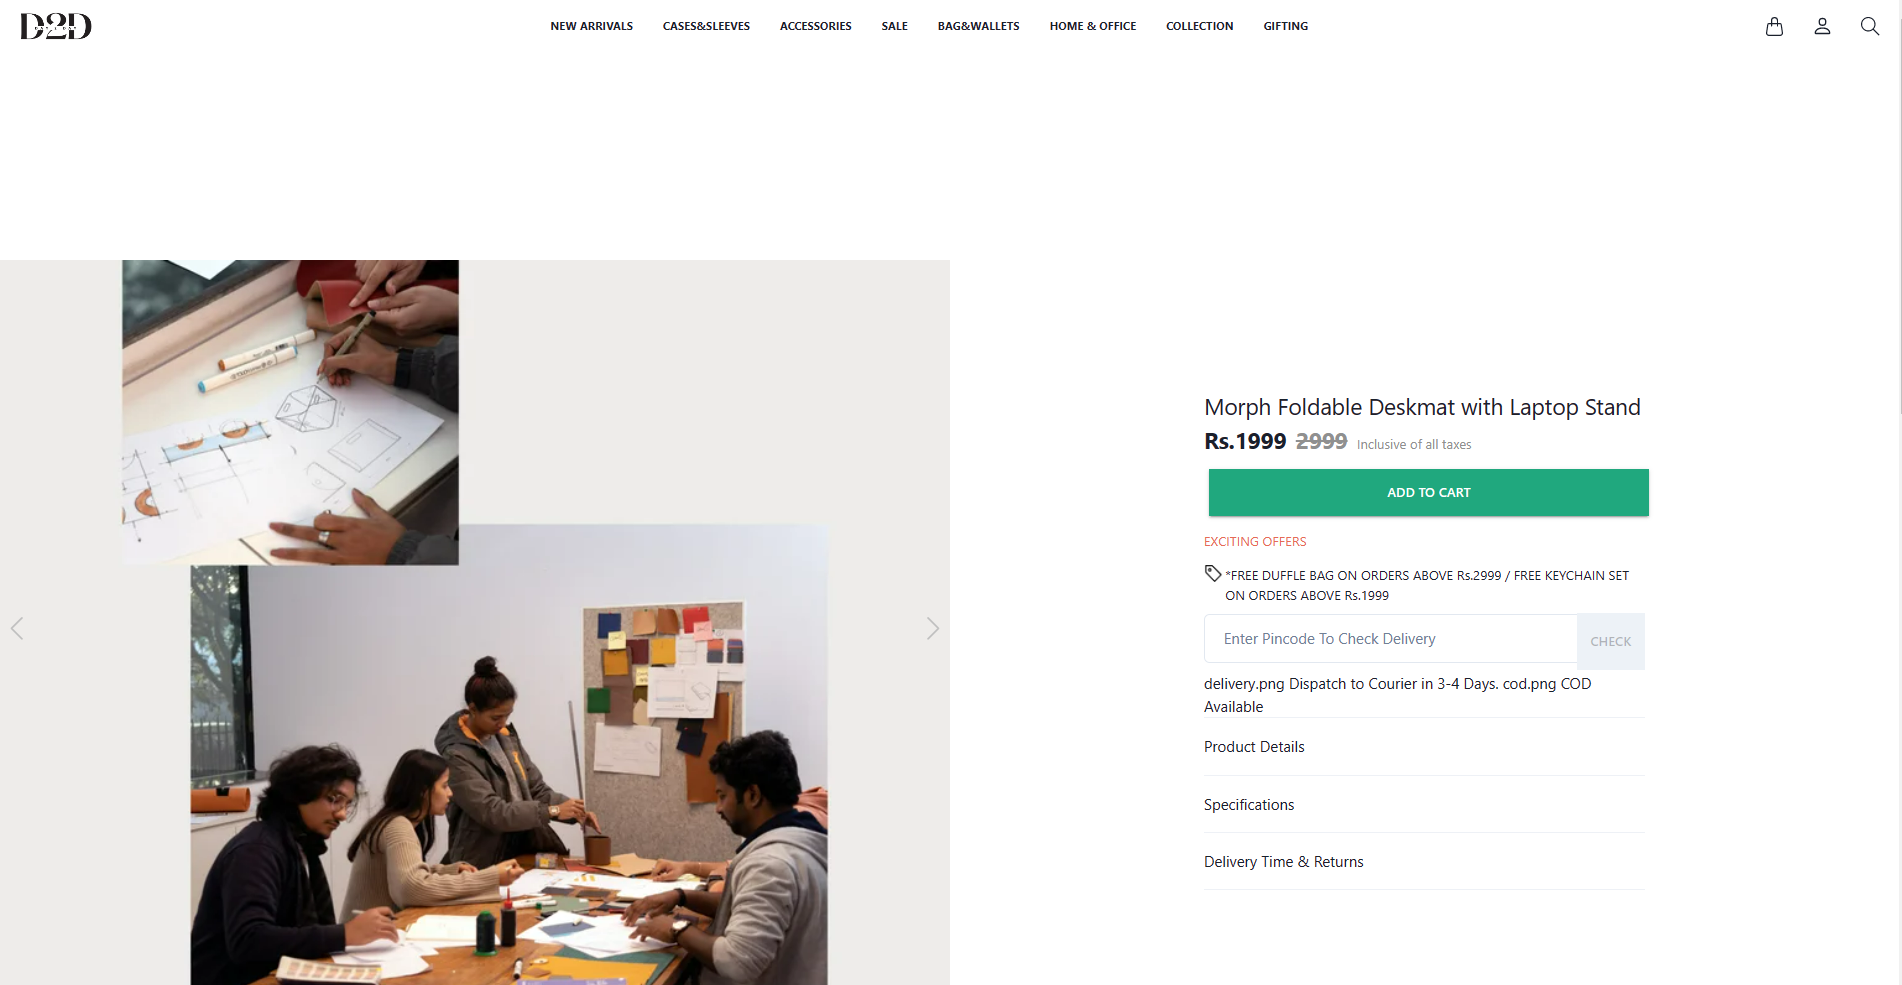 D2D
NEW ARRIVALS
CASES&SLEEVES
ACCESSORIES
SALE
BAG&WALLETS
HOME & OFFICE
COLLECTION
GIFTING
Morph Foldable Deskmat with Laptop Stand
Rs.1999 2999 Inclusive of all taxes
ADD TO CART
EXCITING OFFERS
*FREE DUFFLE BAG ON ORDERS ABOVE Rs.2999 / FREE KEYCHAIN SET
ON ORDERS ABOVE Rs.1999
Enter Pincode To Check Delivery
CHECK
delivery.png Dispatch to Courier in 3-4 Days. cod.png COD
Available
Product Details
Specifications
Delivery Time & Returns